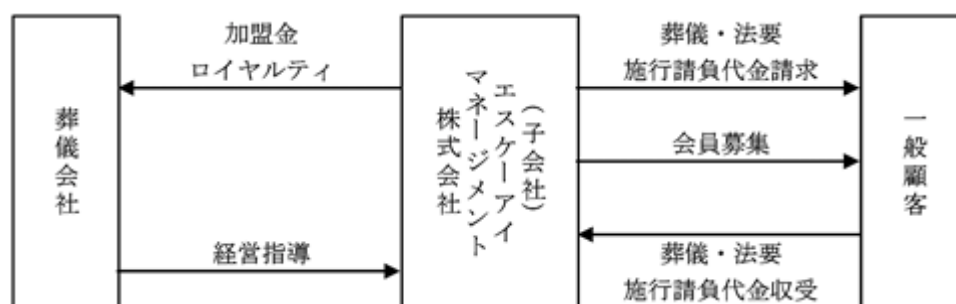 葬儀会社
加盟金
ロイヤルティ
経営指導
(子会社)
エスケーアイ
マネージメント
株式会社
葬儀・法要
施行請負代金請求
会員募集
葬儀・法要
施行請負代金収受
一般顧客